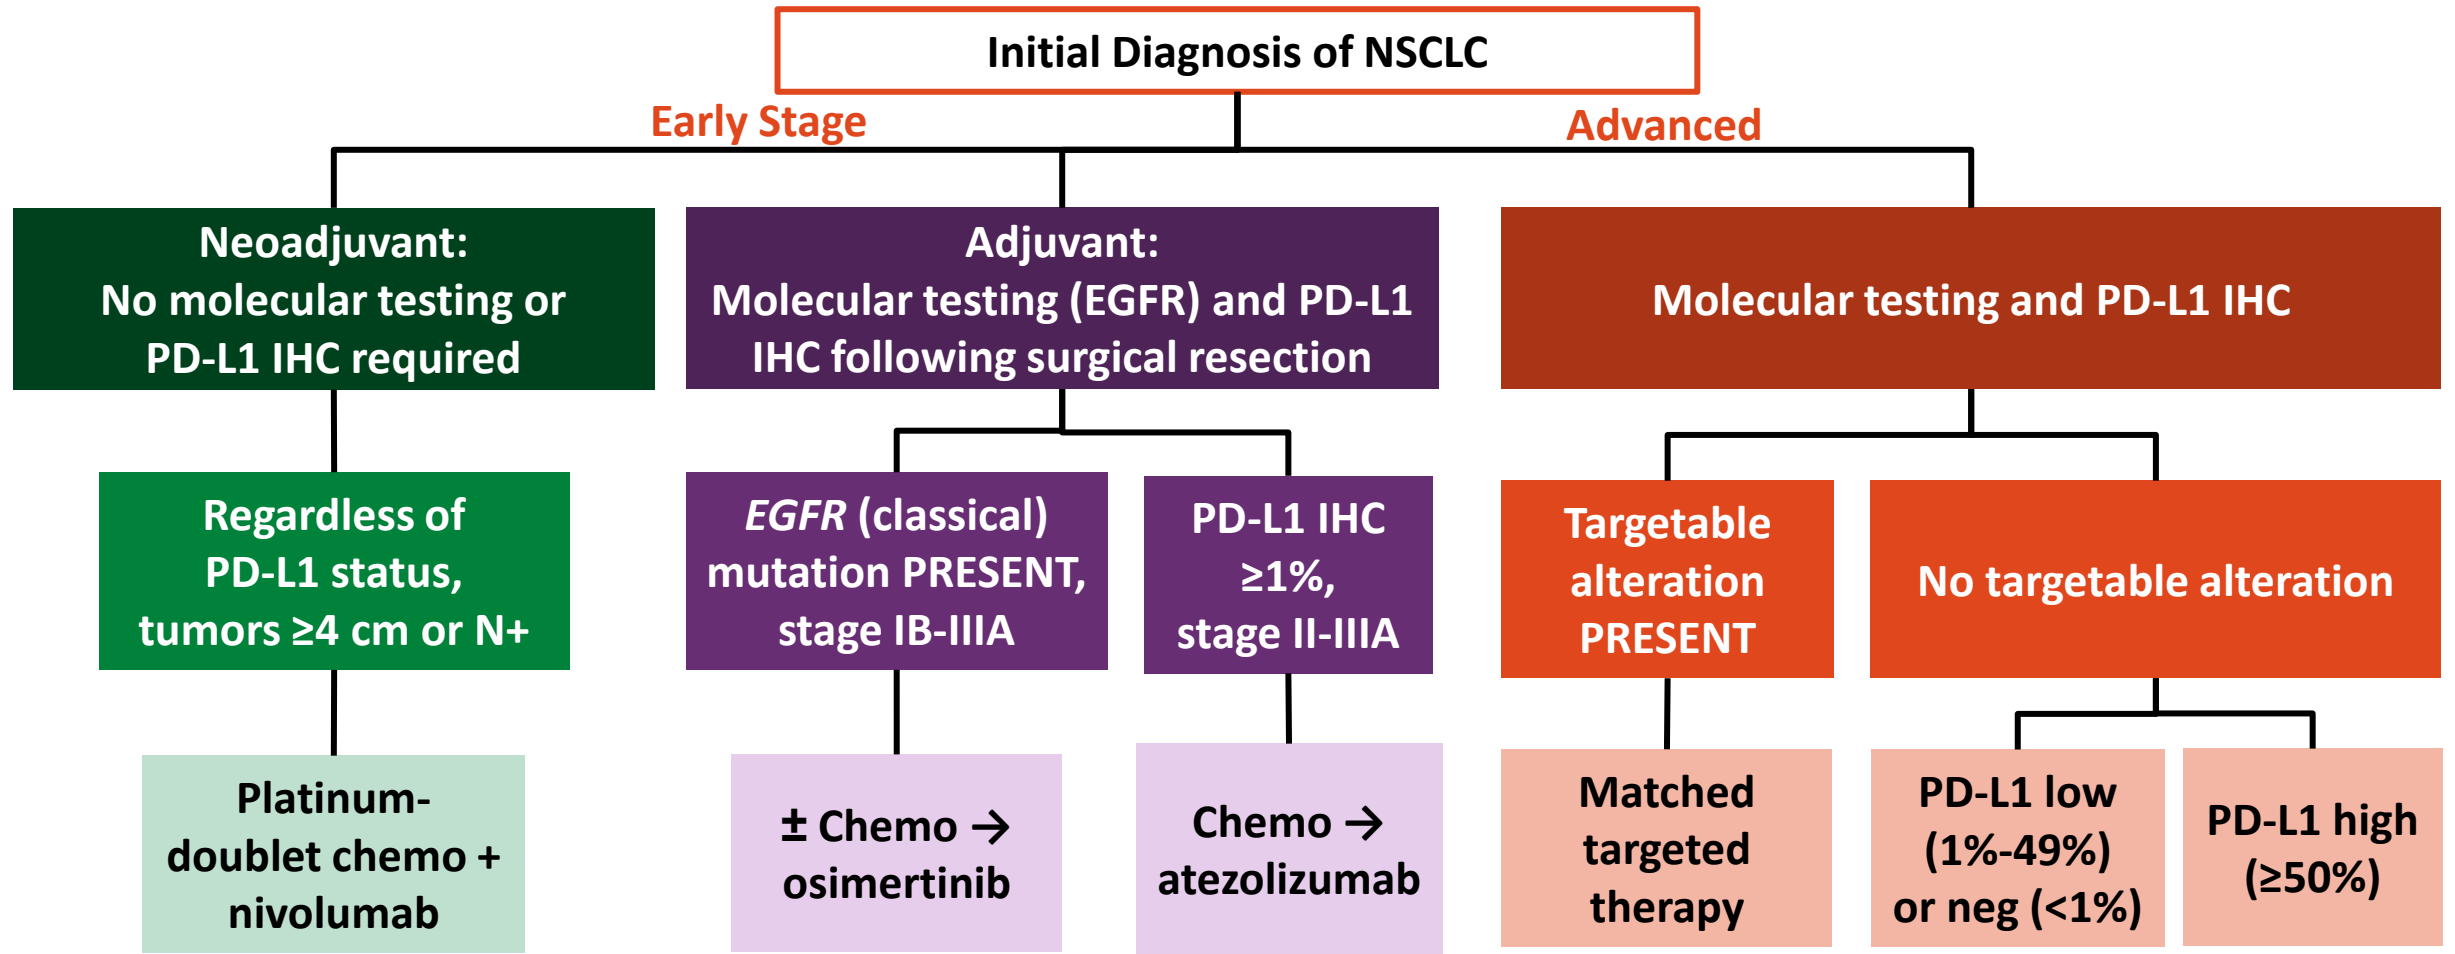 Initial Diagnosis of NSCLC
Early Stage
Advanced
Neoadjuvant:
No molecular testing or
PD-L1 IHC required
Adjuvant:
Molecular testing (EGFR) and PD-L1
IHC following surgical resection
Molecular testing and PD-L1 IHC
Regardless of
PD-L1 status,
tumors ≥4 cm or N+
EGFR (classical)
mutation PRESENT,
stage IB-IIIA
PD-L1 IHC
≥1%,
stage II-IIIA
Targetable
alteration
PRESENT
No targetable alteration
Platinum-
doublet chemo +
nivolumab
± Chemo →
osimertinib
Chemo →
atezolizumab
Matched
targeted
therapy
PD-L1 low
(1%-49%)
or neg (<1%)
PD-L1 high
(≥50%)